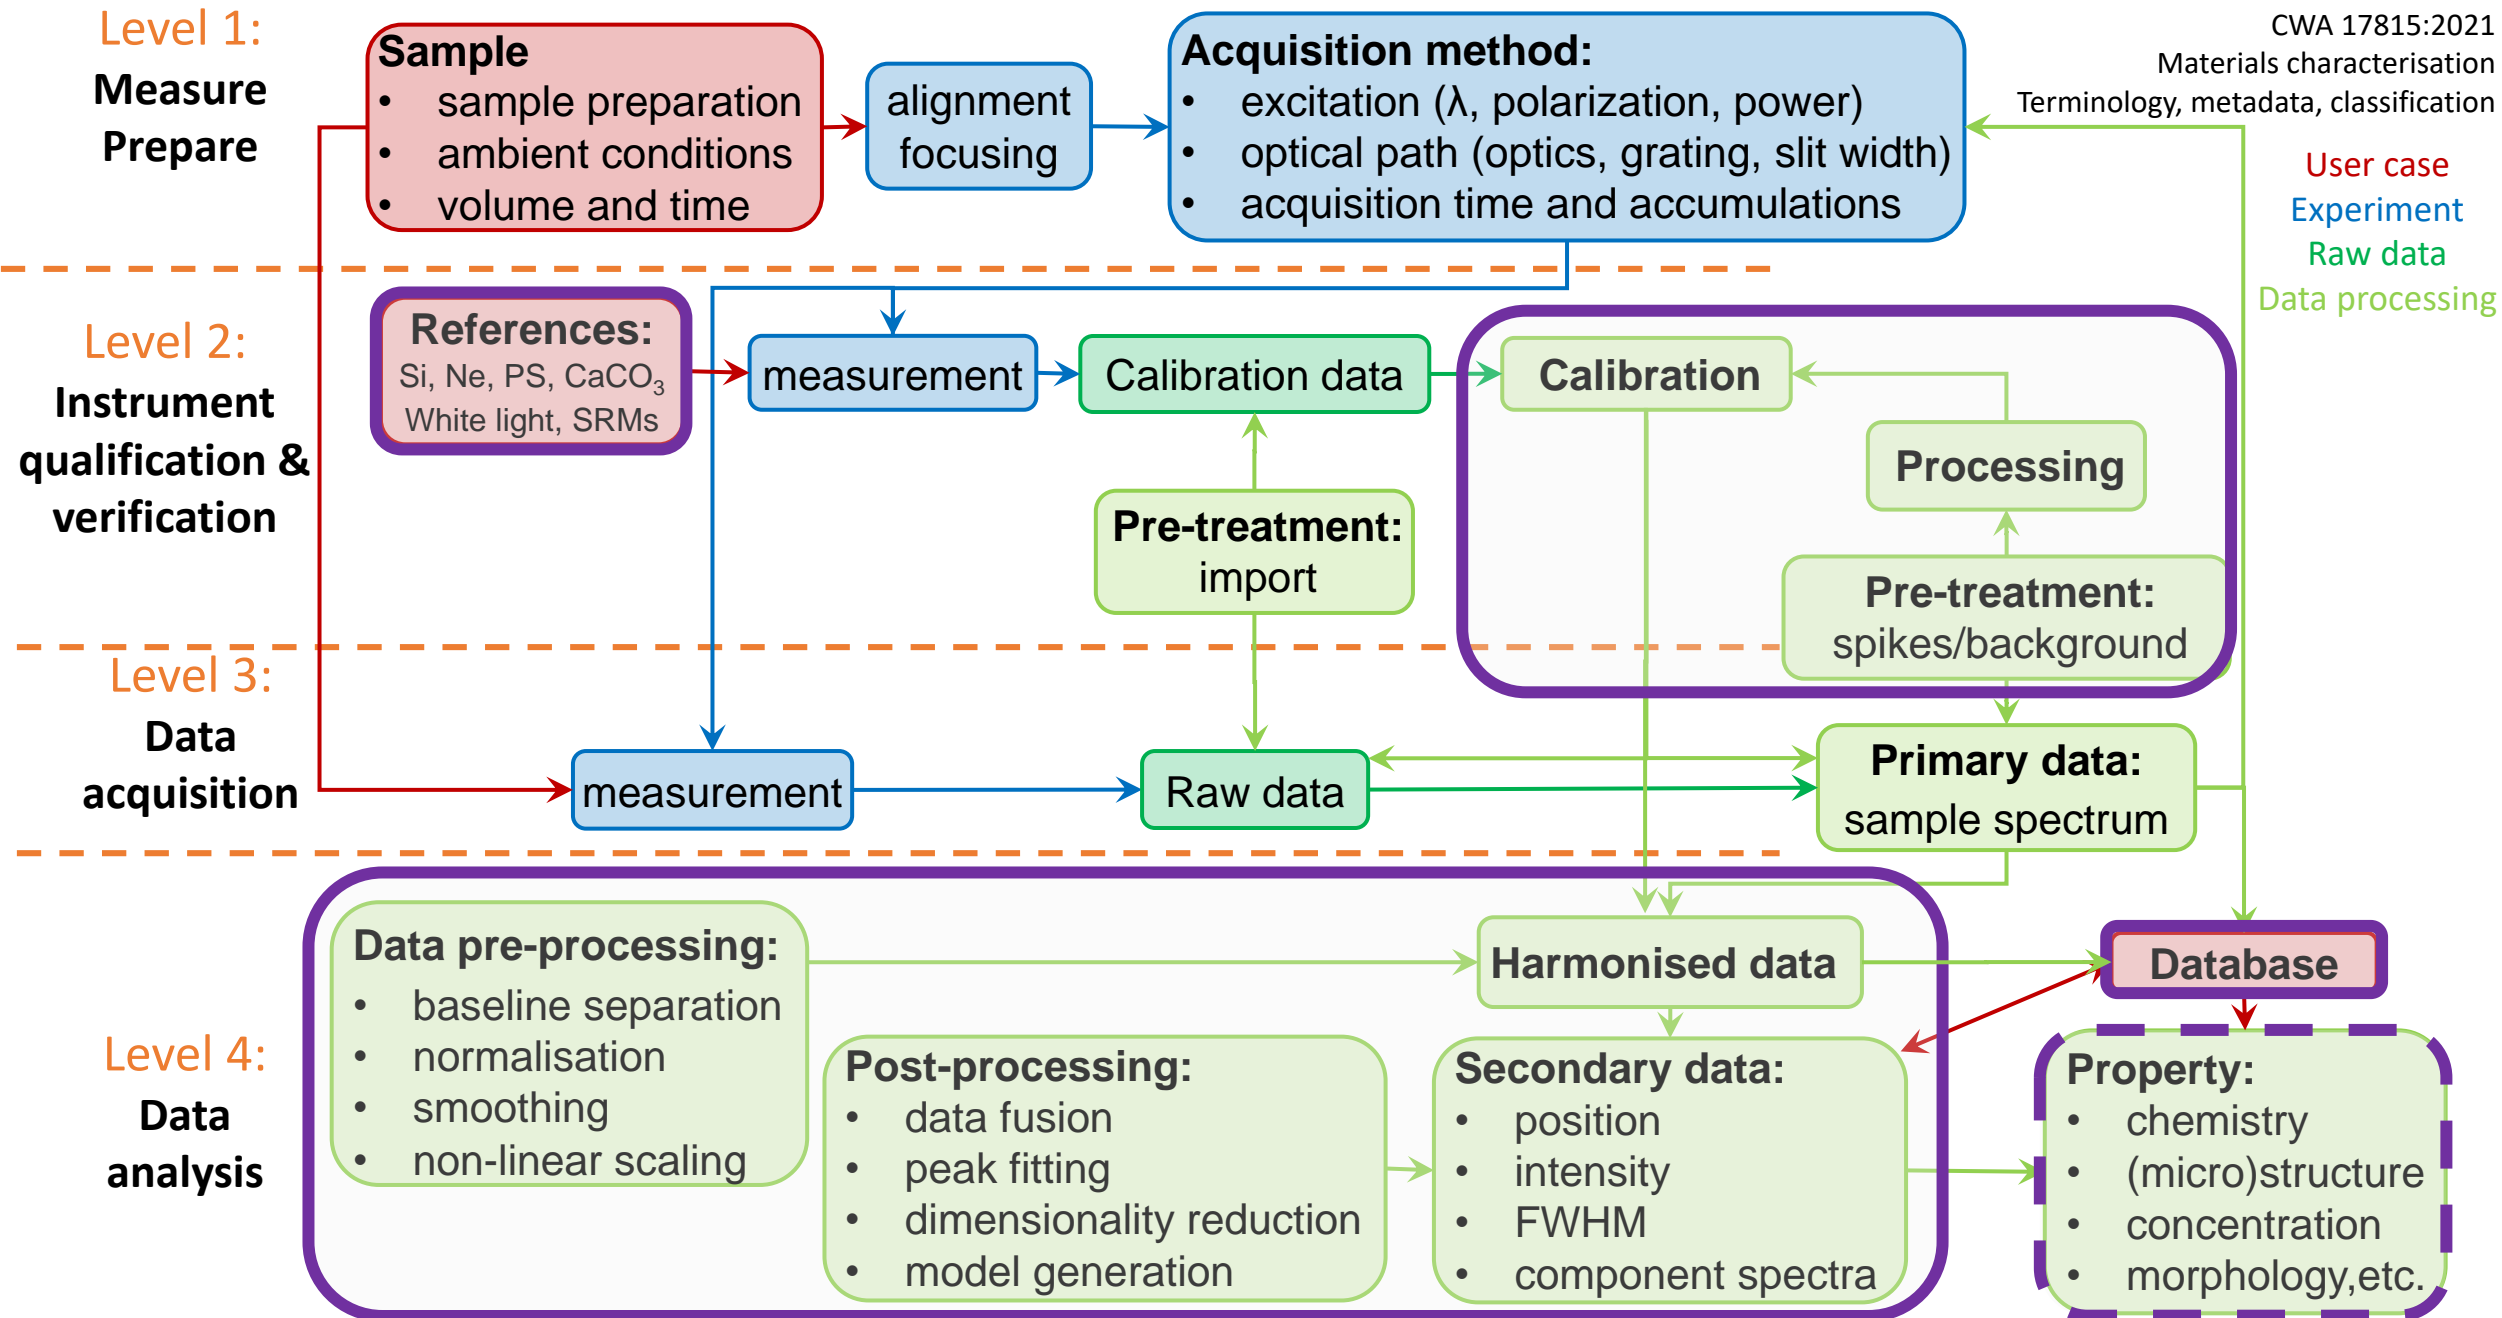 Level 1:
Measure
Prepare
Sample
• sample preparation
• ambient conditions
• volume and time
alignment
focusing
Acquisition method:
• excitation (λ, polarization, power)
• optical path (optics, grating, slit width)
• acquisition time and accumulations
CWA 17815:2021
Materials characterisation
Terminology, metadata, classification
User case
Experiment
Raw data
Data processing
Level 2:
Instrument
qualification &
verification
References:
Si, Ne, PS, CaCO₃
White light, SRMs
measurement
Calibration data
Calibration
Processing
Pre-treatment:
import
Pre-treatment:
spikes/background
Level 3:
Data
acquisition
measurement
Raw data
Primary data:
sample spectrum
Level 4:
Data
analysis
Data pre-processing:
• baseline separation
• normalisation
• smoothing
• non-linear scaling
Post-processing:
• data fusion
• peak fitting
• dimensionality reduction
• model generation
Harmonised data
Secondary data:
• position
• intensity
• FWHM
• component spectra
Database
Property:
• chemistry
• (micro)structure
• concentration
• morphology,etc.